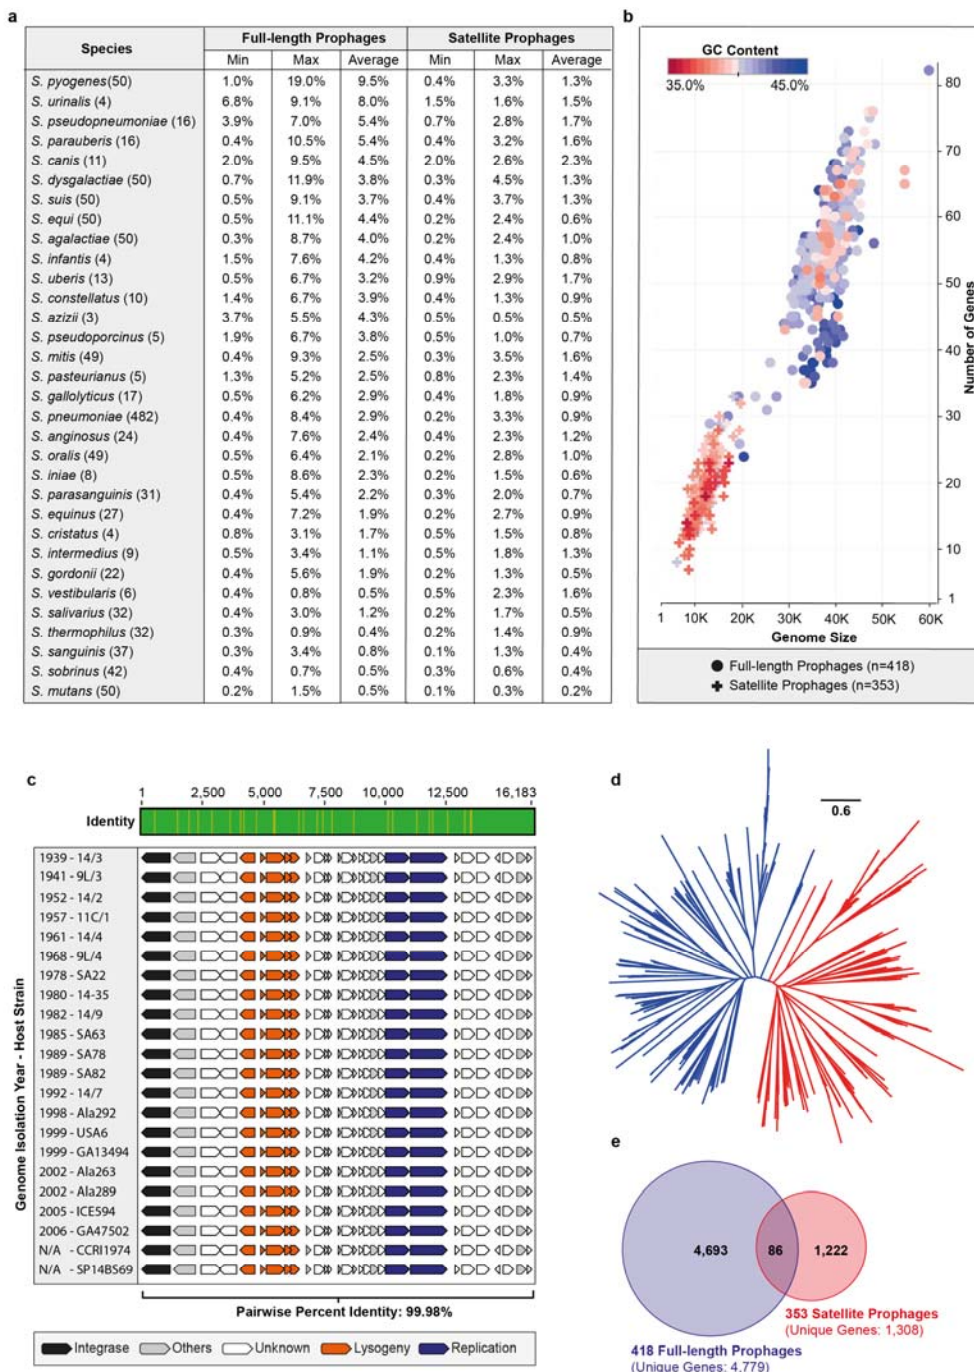 a
Species Full-length Prophages Satellite Prophages
Min Max Average Min Max Average
S. pyogenes(50) 1.0% 19.0% 9.5% 0.4% 3.3% 1.3%
S. urinalis (4) 6.8% 9.1% 8.0% 1.5% 1.6% 1.5%
S. pseudopneumoniae (16) 3.9% 7.0% 5.4% 0.7% 2.8% 1.7%
S. parauberis (16) 0.4% 10.5% 5.4% 0.4% 3.2% 1.6%
S. canis (11) 2.0% 9.5% 4.5% 2.0% 2.6% 2.3%
S. dysgalactiae (50) 0.7% 11.9% 3.8% 0.3% 4.5% 1.3%
S. suis (50) 0.5% 9.1% 3.7% 0.4% 3.7% 1.3%
S. equi (50) 0.5% 11.1% 4.4% 0.2% 2.4% 0.6%
S. agalactiae (50) 0.3% 8.7% 4.0% 0.2% 2.4% 1.0%
S. infantis (4) 1.5% 7.6% 4.2% 0.4% 1.3% 0.8%
S. uberis (13) 0.5% 6.7% 3.2% 0.9% 2.9% 1.7%
S. constellatus (10) 1.4% 6.7% 3.9% 0.4% 1.3% 0.9%
S. azizii (3) 3.7% 5.5% 4.3% 0.5% 0.5% 0.5%
S. pseudoporcinus (5) 1.9% 6.7% 3.8% 0.5% 1.0% 0.7%
S. mitis (49) 0.4% 9.3% 2.5% 0.3% 3.5% 1.6%
S. pasteurianus (5) 1.3% 5.2% 2.5% 0.8% 2.3% 1.4%
S. gallolyticus (17) 0.5% 6.2% 2.9% 0.4% 1.8% 0.9%
S. pneumoniae (482) 0.4% 8.4% 2.9% 0.2% 3.3% 0.9%
S. anginosus (24) 0.4% 7.6% 2.4% 0.4% 2.3% 1.2%
S. oralis (49) 0.5% 6.4% 2.1% 0.2% 2.8% 1.0%
S. iniae (8) 0.5% 8.6% 2.3% 0.2% 1.5% 0.6%
S. parasanguinis (31) 0.4% 5.4% 2.2% 0.3% 2.0% 0.7%
S. equinus (27) 0.4% 7.2% 1.9% 0.2% 2.7% 0.9%
S. cristatus (4) 0.8% 3.1% 1.7% 0.5% 1.5% 0.8%
S. intermedius (9) 0.5% 3.4% 1.1% 0.5% 1.8% 1.3%
S. gordonii (22) 0.4% 5.6% 1.9% 0.2% 1.3% 0.5%
S. vestibularis (6) 0.4% 0.8% 0.5% 0.5% 2.3% 1.6%
S. salivarius (32) 0.4% 3.0% 1.2% 0.2% 1.7% 0.5%
S. thermophilus (32) 0.3% 0.9% 0.4% 0.2% 1.4% 0.9%
S. sanguinis (37) 0.3% 3.4% 0.8% 0.1% 1.3% 0.4%
S. sobrinus (42) 0.4% 0.7% 0.5% 0.3% 0.6% 0.4%
S. mutans (50) 0.2% 1.5% 0.5% 0.1% 0.3% 0.2%
b
GC Content
35.0% 45.0%
80
70
60
50
40
30
20
10
1
Number of Genes
1 10K 20K 30K 40K 50K 60K
Genome Size
Full-length Prophages (n=418)
Satellite Prophages (n=353)
c
1 2,500 5,000 7,500 10,000 12,500 16,183
Identity
Genome Isolation Year - Host Strain
1939 - 14/3
1941 - 9L/3
1952 - 14/2
1957 - 11C/1
1961 - 14/4
1968 - 9L/4
1978 - SA22
1980 - 14-35
1982 - 14/9
1985 - SA63
1989 - SA78
1989 - SA82
1992 - 14/7
1998 - Ala292
1999 - USA6
1999 - GA13494
2002 - Ala263
2002 - Ala289
2005 - ICE594
2006 - GA47502
N/A - CCRI1974
N/A - SP14BS69
Pairwise Percent Identity: 99.98%
Integrase Others Unknown Lysogeny Replication
d
0.6
e
4,693 86 1,222
353 Satellite Prophages
(Unique Genes: 1,308)
418 Full-length Prophages
(Unique Genes: 4,779)